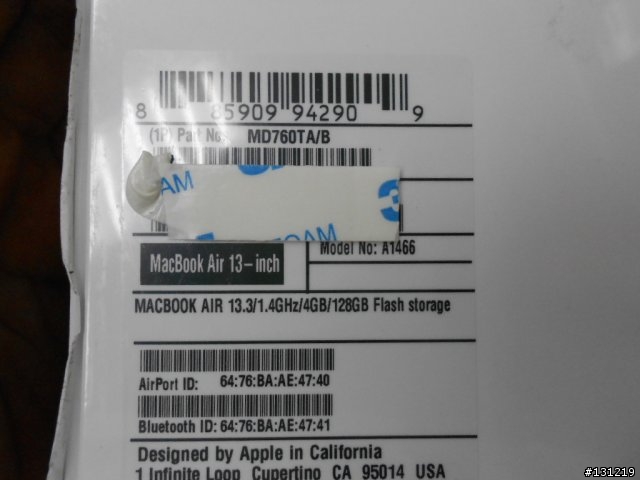 8 85909 94290 9
(1P) Part No: MD760TA/B
AM
3
FOAM
Model No: A1466
MacBook Air 13-inch
MACBOOK AIR 13.3/1.4GHz/4GB/128GB Flash storage
AirPort ID: 64:76:BA:AE:47:40
Bluetooth ID: 64:76:BA:AE:47:41
Designed by Apple in California
1 Infinite Loop Cupertino CA 95014 USA
#131219